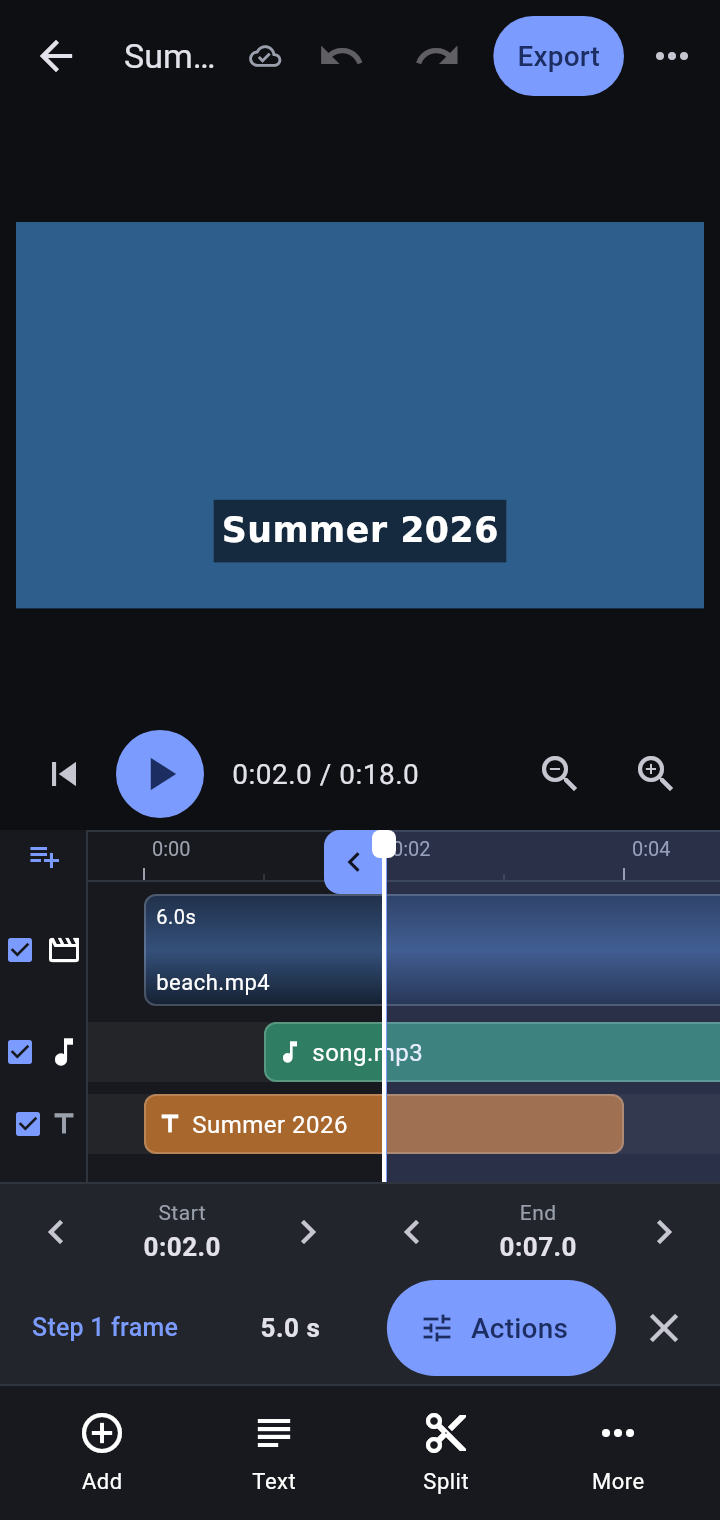 Sum...
Export
Summer 2026
0:02.0 / 0:18.0
0:00
0:02
0:04
6.0s
beach.mp4
song.mp3
Summer 2026
Start
0:02.0
End
0:07.0
Step 1 frame
5.0 s
Actions
Add
Text
Split
More